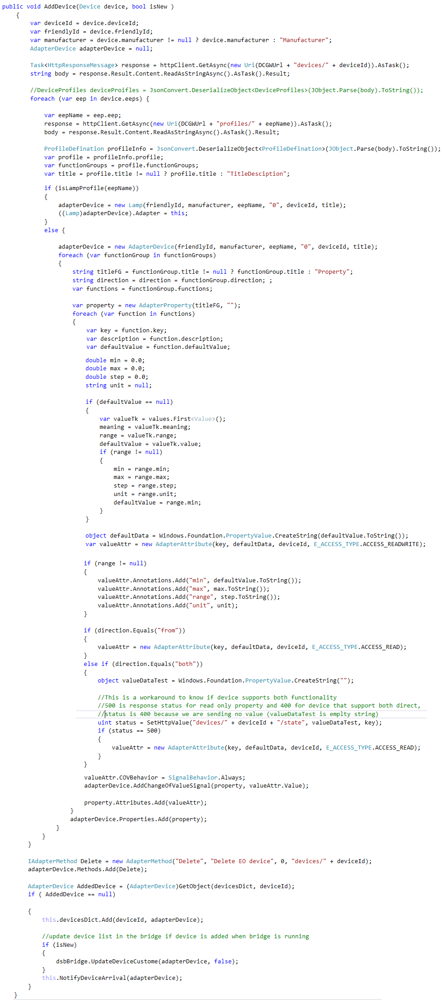 public void AddDevice(Device device, bool isNew )
{
var deviceId = device.deviceId;
var friendlyId = device.friendlyId;
var manufacturer = device.manufacturer != null ? device.manufacturer : "Manufacturer";
AdapterDevice adapterDevice = null;
Task<HttpResponseMessage> response = httpClient.GetAsync(new Uri(DCGWUrl + "devices/" + deviceId)).AsTask();
string body = response.Result.Content.ReadAsStringAsync().AsTask().Result;
//DeviceProfiles deviceProifles = JsonConvert.DeserializeObject<DeviceProfiles>(JObject.Parse(body).ToString());
foreach (var eep in device.eeps) {
var eepName = eep.eep;
response = httpClient.GetAsync(new Uri(DCGWUrl + "profiles/" + eepName)).AsTask();
body = response.Result.Content.ReadAsStringAsync().AsTask().Result;
ProfileDefination profileInfo = JsonConvert.DeserializeObject<ProfileDefination>(JObject.Parse(body).ToString());
var profile = profileInfo.profile;
var functionGroups = profile.functionGroups;
var title = profile.title != null ? profile.title : "TitleDesciption";
if (isLampProfile(eepName))
{
adapterDevice = new Lamp(friendlyId, manufacturer, eepName, "0", deviceId, title);
((Lamp)adapterDevice).Adapter = this;
}
else {
adapterDevice = new AdapterDevice(friendlyId, manufacturer, eepName, "0", deviceId, title);
foreach (var functionGroup in functionGroups)
{
string titleFG = functionGroup.title != null ? functionGroup.title : "Property";
string direction = direction = functionGroup.direction; ;
var functions = functionGroup.functions;
var property = new AdapterProperty(titleFG, "");
foreach (var function in functions)
{
var key = function.key;
var description = function.description;
var defaultValue = function.defaultValue;
double min = 0.0;
double max = 0.0;
double step = 0.0;
string unit = null;
if (defaultValue == null)
{
var valueTk = values.First<Value>();
meaning = valueTk.meaning;
range = valueTk.range;
defaultValue = valueTk.value;
if (range != null)
{
min = range.min;
max = range.max;
step = range.step;
unit = range.unit;
defaultValue = range.min;
}
}
object defaultData = Windows.Foundation.PropertyValue.CreateString(defaultValue.ToString());
var valueAttr = new AdapterAttribute(key, defaultData, deviceId, E_ACCESS_TYPE.ACCESS_READWRITE);
if (range != null)
{
valueAttr.Annotations.Add("min", defaultValue.ToString());
valueAttr.Annotations.Add("max", max.ToString());
valueAttr.Annotations.Add("range", step.ToString());
valueAttr.Annotations.Add("unit", unit);
}
if (direction.Equals("from"))
{
valueAttr = new AdapterAttribute(key, defaultData, deviceId, E_ACCESS_TYPE.ACCESS_READ);
}
else if (direction.Equals("both"))
{
object valueDataTest = Windows.Foundation.PropertyValue.CreateString("");
//This is a workaround to know if device supports both functionality
//500 is response status for read only property and 400 for device that support both direct,
//status is 400 because we are sending no value (valueDataTest is emplty string)
uint status = SetHttpValue("devices/" + deviceId + "/state", valueDataTest, key);
if (status == 500)
{
valueAttr = new AdapterAttribute(key, defaultData, deviceId, E_ACCESS_TYPE.ACCESS_READ);
}
}
valueAttr.COVBehavior = SignalBehavior.Always;
adapterDevice.AddChangeOfValueSignal(property, valueAttr.Value);
property.Attributes.Add(valueAttr);
}
adapterDevice.Properties.Add(property);
}
}
}
IAdapterMethod Delete = new AdapterMethod("Delete", "Delete EO device", 0, "devices/" + deviceId);
adapterDevice.Methods.Add(Delete);
AdapterDevice AddedDevice = (AdapterDevice)GetObject(devicesDict, deviceId);
if ( AddedDevice == null)
{
this.devicesDict.Add(deviceId, adapterDevice);
//update device list in the bridge if device is added when bridge is running
if (isNew)
{
dsbBridge.UpdateDeviceCustome(adapterDevice, false);
}
this.NotifyDeviceArrival(adapterDevice);
}
}